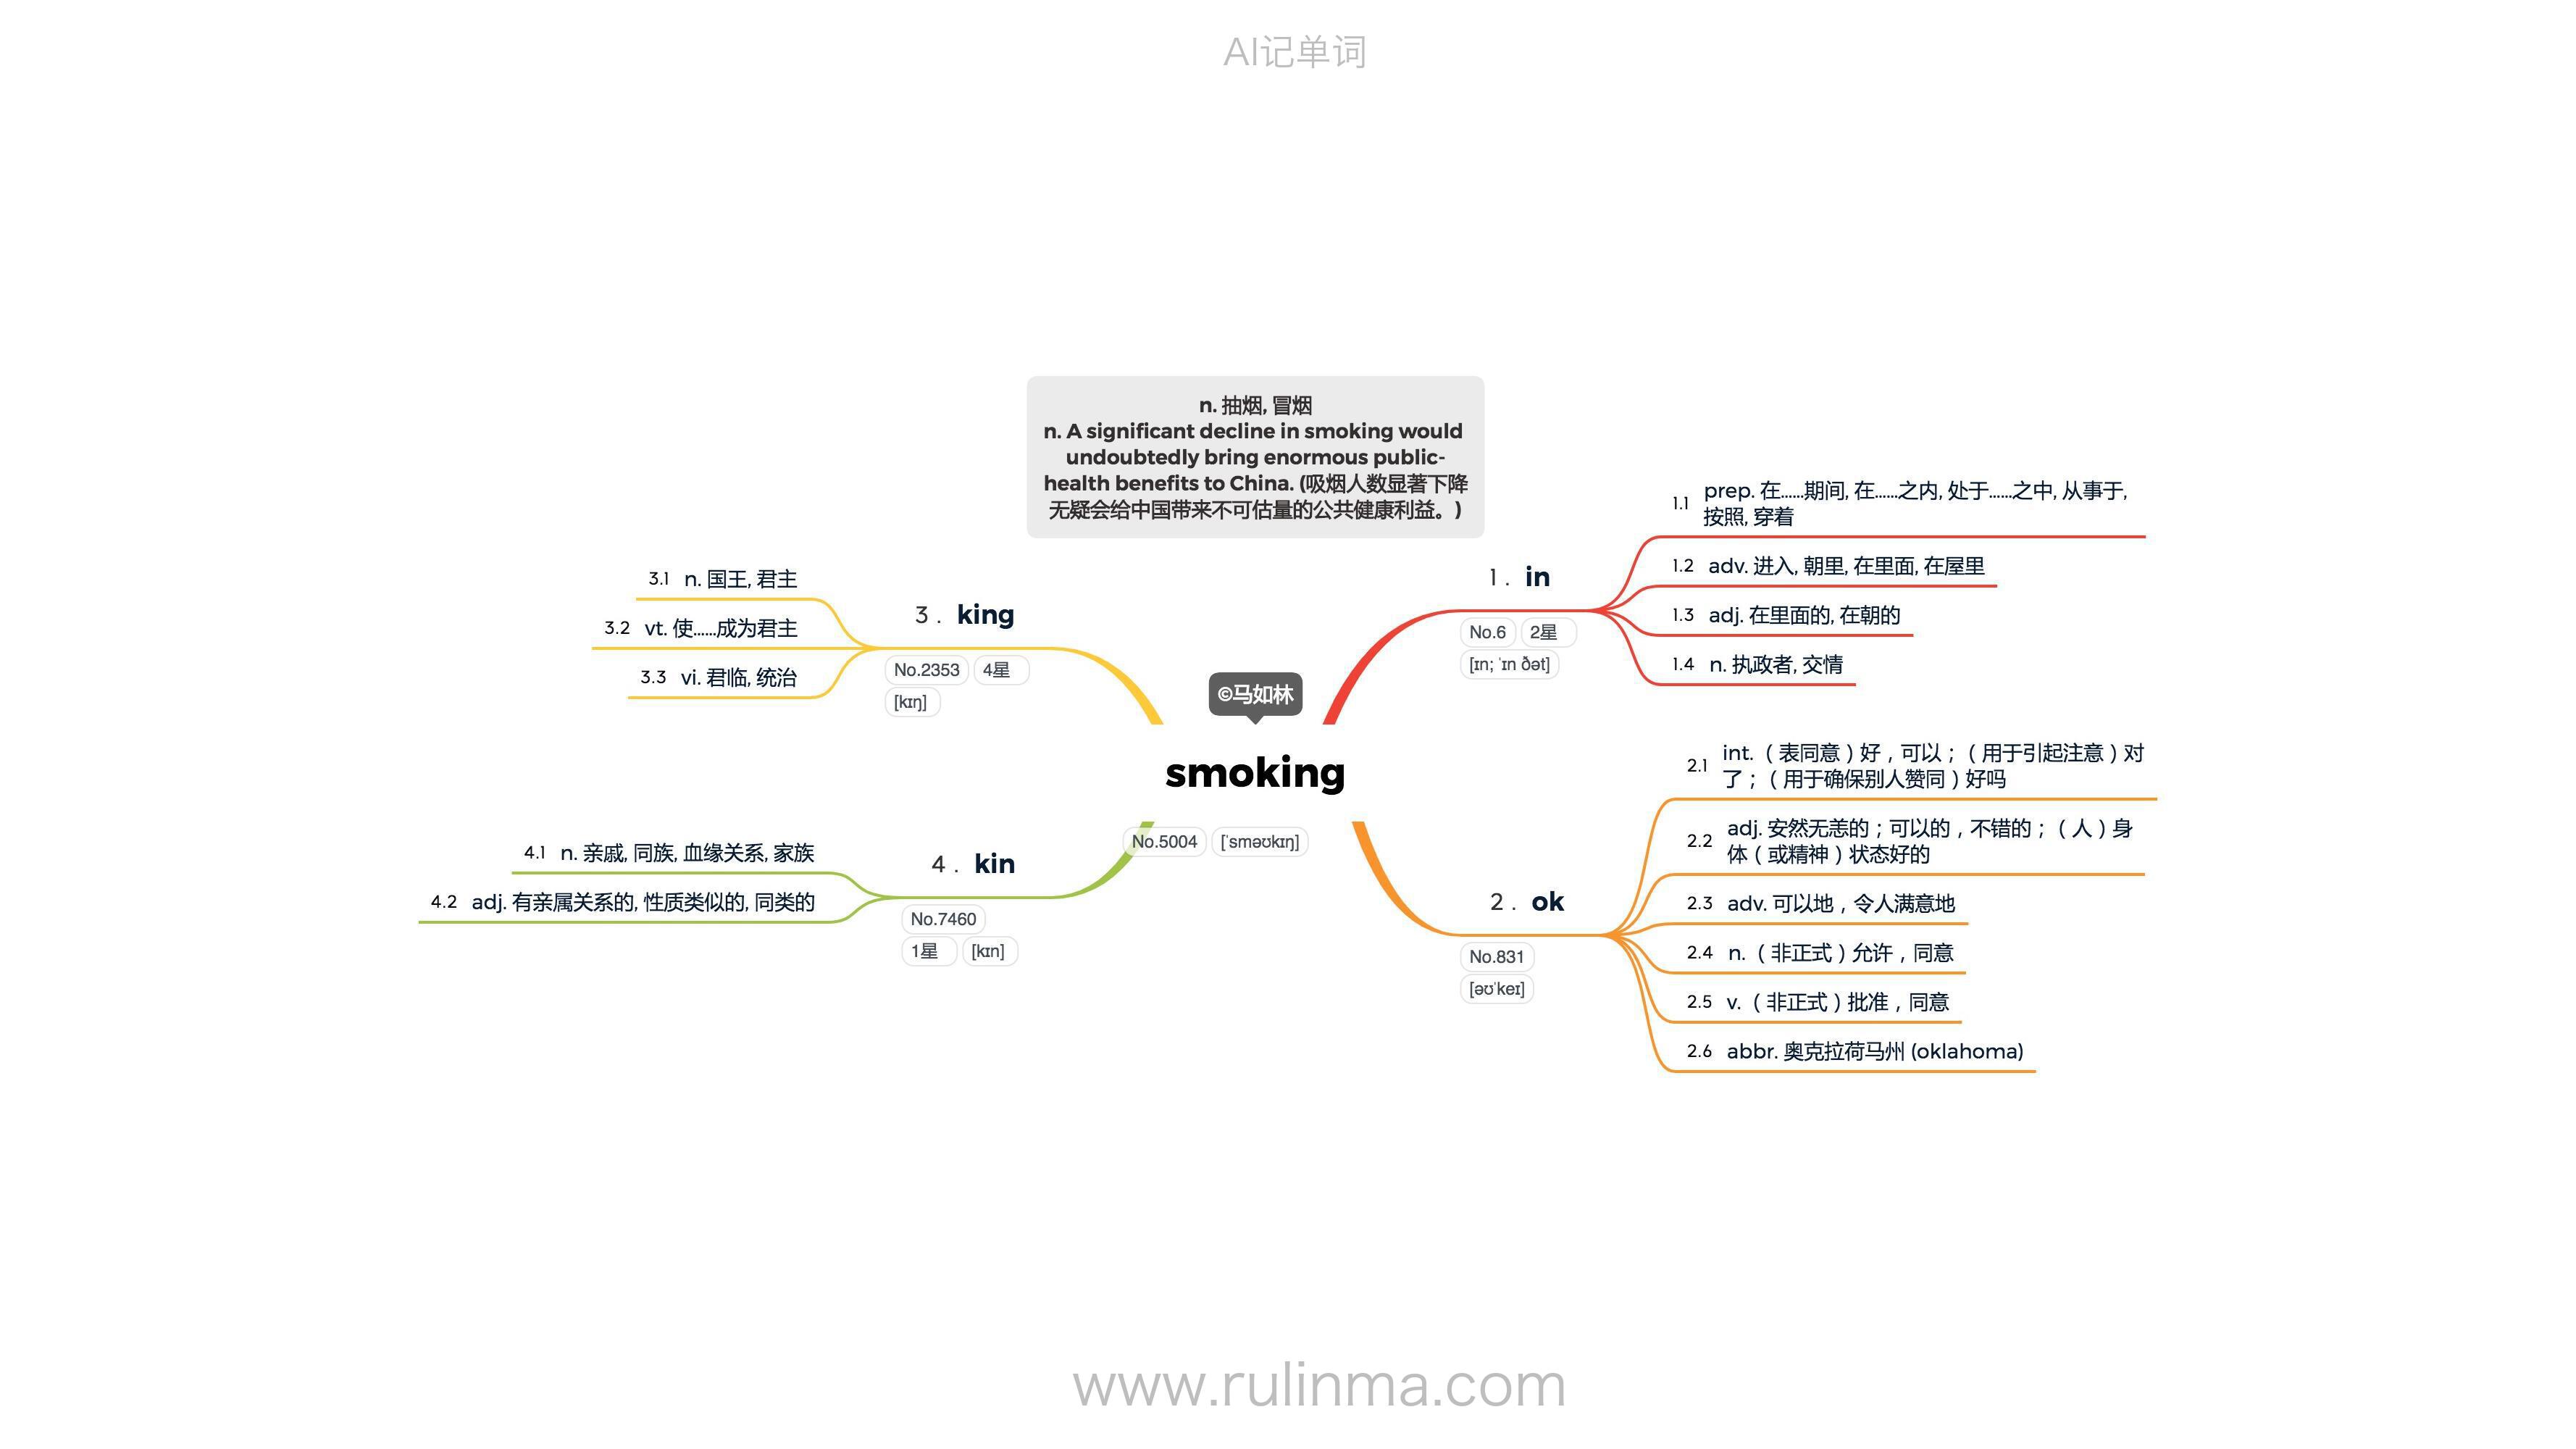 AI记单词
n. 抽烟, 冒烟
n. A significant decline in smoking would
undoubtedly bring enormous public-
health benefits to China. (吸烟人数显著下降
无疑会给中国带来不可估量的公共健康利益。)
©马如林
smoking
No.5004 [ˈsməʊkɪŋ]
1. in
No.6 2星
[ɪn; ˈɪn ðət]
1.1 prep. 在……期间, 在……之内, 处于……之中, 从事于,
按照, 穿着
1.2 adv. 进入, 朝里, 在里面, 在屋里
1.3 adj. 在里面的, 在朝的
1.4 n. 执政者, 交情
2. ok
No.831
[əʊˈkeɪ]
2.1 int.（表同意）好，可以；（用于引起注意）对
了；（用于确保别人赞同）好吗
2.2 adj. 安然无恙的；可以的，不错的；（人）身
体（或精神）状态好的
2.3 adv. 可以地，令人满意地
2.4 n.（非正式）允许，同意
2.5 v.（非正式）批准，同意
2.6 abbr. 奥克拉荷马州 (oklahoma)
3. king
No.2353 4星
[kɪŋ]
3.1 n. 国王, 君主
3.2 vt. 使……成为君主
3.3 vi. 君临, 统治
4. kin
No.7460
1星 [kɪn]
4.1 n. 亲戚, 同族, 血缘关系, 家族
4.2 adj. 有亲属关系的, 性质类似的, 同类的
www.rulinma.com